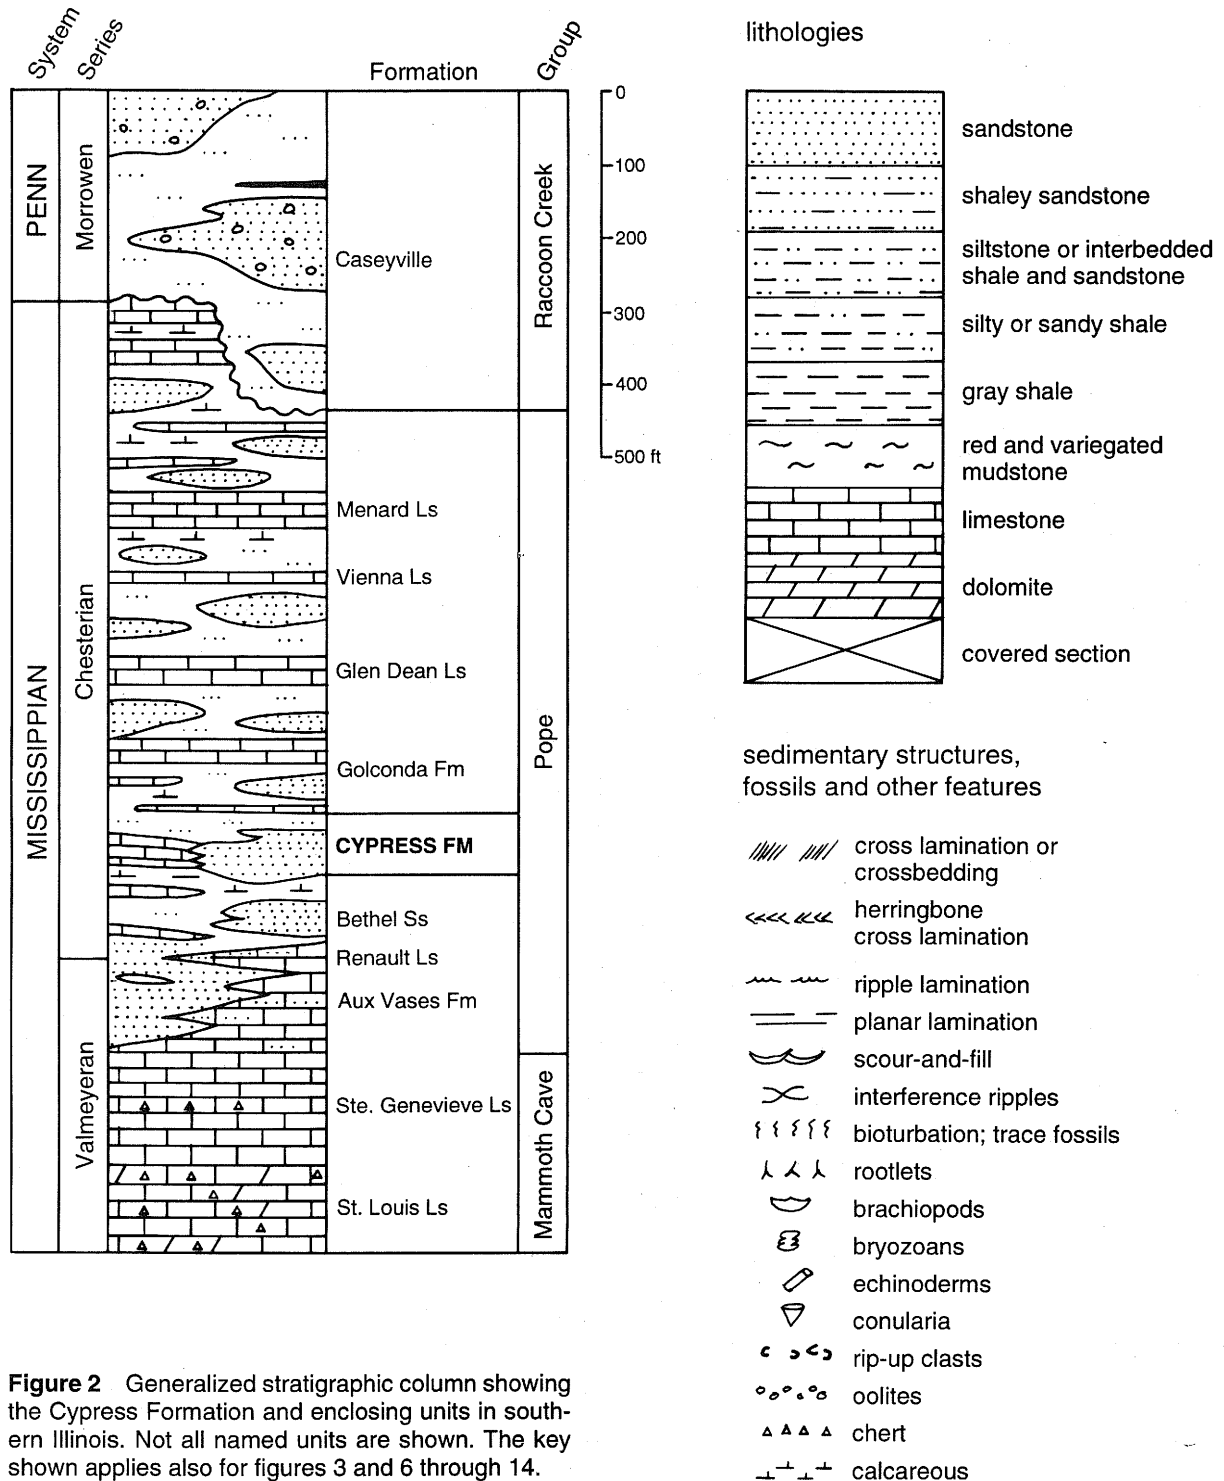 System
Series
Formation
Group
PENN
Morrowen
Caseyville
Raccoon Creek
MISSISSIPPIAN
Chesterian
Menard Ls
Vienna Ls
Glen Dean Ls
Golconda Fm
CYPRESS FM
Bethel Ss
Renault Ls
Aux Vases Fm
Pope
Valmeyeran
Ste. Genevieve Ls
St. Louis Ls
Mammoth Cave
0
100
200
300
400
500 ft
lithologies
sandstone
shaley sandstone
siltstone or interbedded
shale and sandstone
silty or sandy shale
gray shale
red and variegated
mudstone
limestone
dolomite
covered section
sedimentary structures,
fossils and other features
cross lamination or
crossbedding
herringbone
cross lamination
ripple lamination
planar lamination
scour-and-fill
interference ripples
bioturbation; trace fossils
rootlets
brachiopods
bryozoans
echinoderms
conularia
rip-up clasts
oolites
chert
calcareous
Figure 2 Generalized stratigraphic column showing
the Cypress Formation and enclosing units in south-
ern Illinois. Not all named units are shown. The key
shown applies also for figures 3 and 6 through 14.